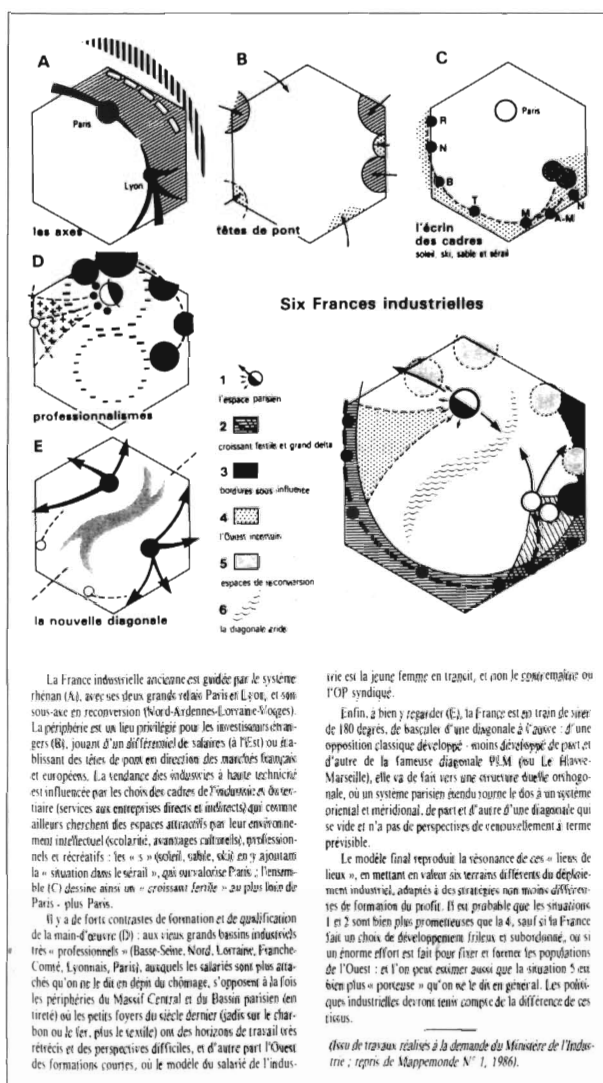 A
Paris
Lyon
les axes
B
têtes de pont
C
Paris
R
N
B
T
M
A-M
N
l'écrin
des cadres
soleil, ski, sable et sérail
D
professionnalismes
E
la nouvelle diagonale
Six Frances industrielles
1
l'espace parisien
2
croissant fertile et grand delta
3
bordures sous influence
4
l'Ouest incertain
5
espaces de reconversion
6
la diagonale aride
La France industrielle ancienne est guidée par le système
rhénan (A), avec ses deux grands relais Paris et Lyon, et son
sous-axe en reconversion (Nord-Ardennes-Lorraine-Vosges).
La périphérie est un lieu privilégié pour les investisseurs étran-
gers (B), jouant d'un différentiel de salaires (à l'Est) ou éta-
blissant des têtes de pont en direction des marchés français
et européens. La tendance des industries à haute technicité
est influencée par les choix des cadres de l'industrie et du ter-
tiaire (services aux entreprises directs et indirects) qui comme
ailleurs cherchent des espaces attractifs par leur environne-
ment intellectuel (scolarité, avantages culturels), profession-
nels et récréatifs : les « s » (soleil, sable, ski) en y ajoutant
la « situation dans le sérail », qui survalorise Paris ; l'ensem-
ble (C) dessine ainsi un « croissant fertile » au plus loin de
Paris - plus Paris.
Il y a de forts contrastes de formation et de qualification
de la main-d'œuvre (D) : aux vieux grands bassins industriels
très « professionnels » (Basse-Seine, Nord, Lorraine, Franche-
Comté, Lyonnais, Paris), auxquels les salariés sont plus atta-
chés qu'on ne le dit en dépit du chômage, s'opposent à la fois
les périphéries du Massif Central et du Bassin parisien (en
tireté) où les petits foyers du siècle dernier (jadis sur le char-
bon ou le fer, plus le textile) ont des horizons de travail très
rétrécis et des perspectives difficiles, et d'autre part l'Ouest
des formations courtes, où le modèle du salarié de l'indus-
trie est la jeune femme en transit, et non le contremaître ou
l'OP syndiqué.
Enfin, à bien y regarder (E), la France est en train de virer
de 180 degrés, de basculer d'une diagonale à l'autre : d'une
opposition classique développé - moins développé de part et
d'autre de la fameuse diagonale PLM (ou Le Havre-
Marseille), elle va de fait vers une structure duelle orthogo-
nale, où un système parisien étendu tourne le dos à un système
oriental et méridional, de part et d'autre d'une diagonale qui
se vide et n'a pas de perspectives de renouvellement à terme
prévisible.
Le modèle final reproduit la résonance de ces « liens de
lieux », en mettant en valeur six terrains différents du déploie-
ment industriel, adaptés à des stratégies non moins différen-
tes de formation du profit. Il est probable que les situations
1 et 2 sont bien plus prometteuses que la 4, sauf si la France
fait un choix de développement frileux et subordonné, ou si
un énorme effort est fait pour fixer et former les populations
de l'Ouest : et l'on peut estimer aussi que la situation 5 est
bien plus « porteuse » qu'on ne le dit en général. Les politi-
ques industrielles devront tenir compte de la différence de ces
tissus.
(Issu de travaux réalisés à la demande du Ministère de l'Indus-
trie ; repris de Mappemonde N° 1, 1986).